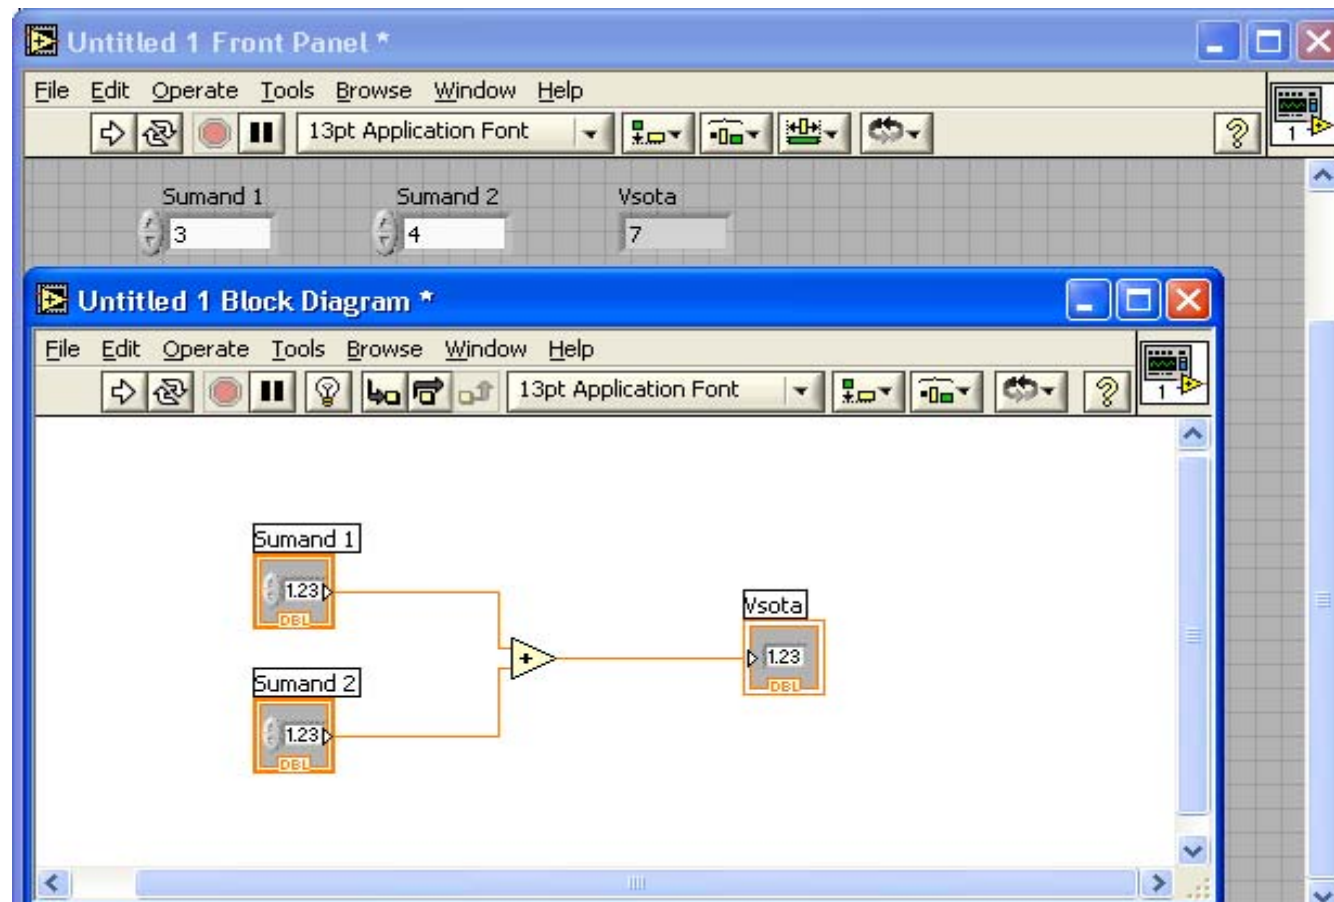 Untitled 1 Front Panel *
File Edit Operate Tools Browse Window Help
13pt Application Font
?
1
Sumand 1 Sumand 2 Vsota
3 4 7
Untitled 1 Block Diagram *
File Edit Operate Tools Browse Window Help
13pt Application Font
?
1
Sumand 1
1.23
DBL
Vsota
1.23
DBL
Sumand 2
1.23
DBL